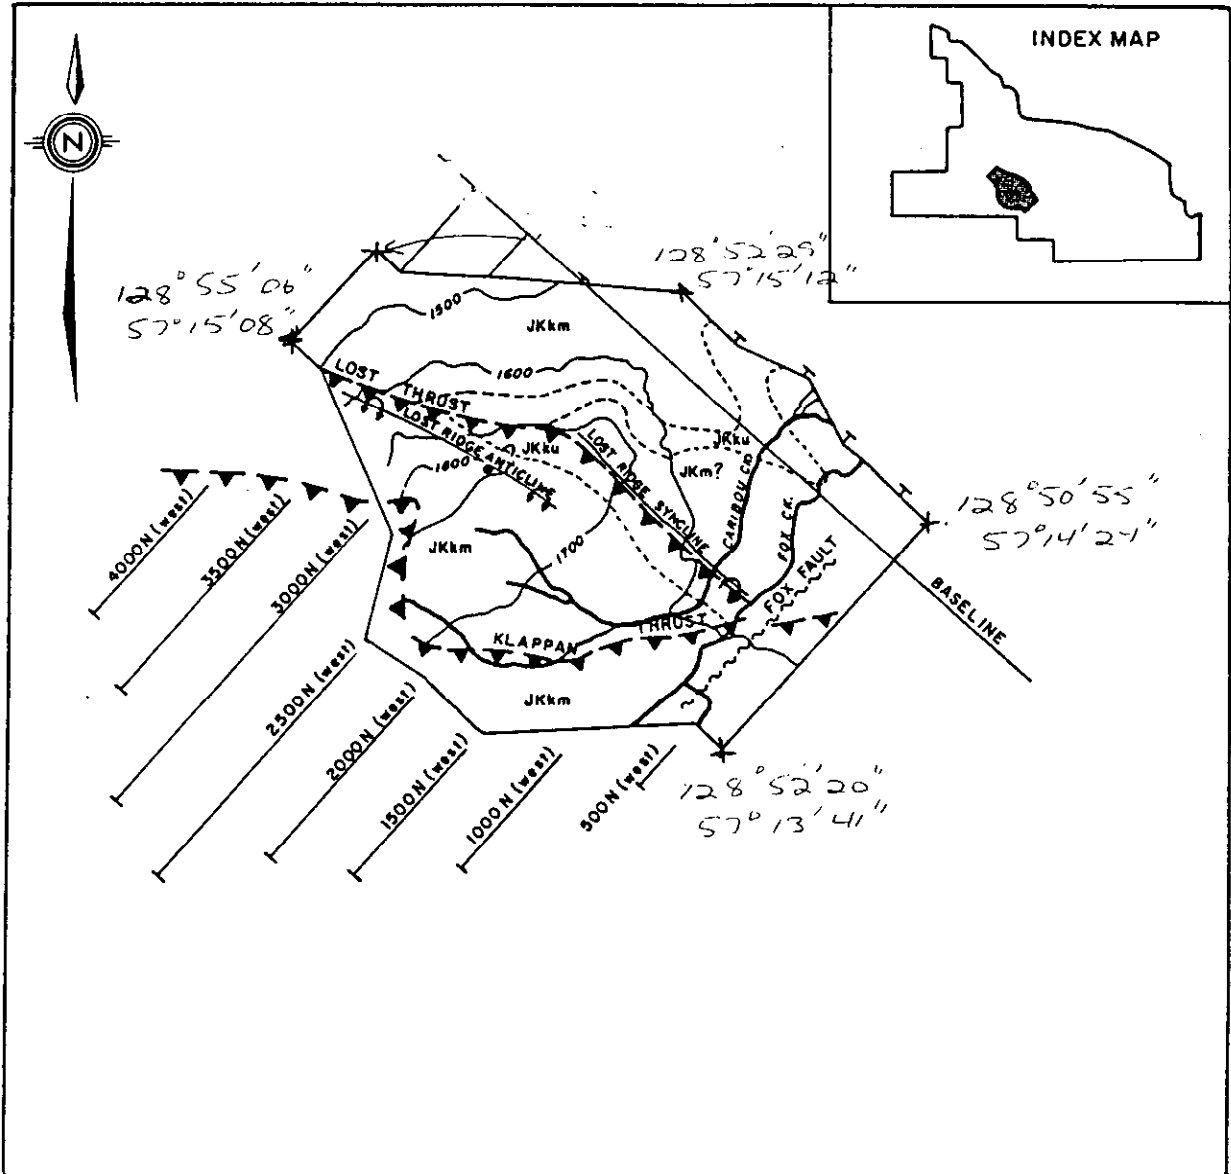 INDEX MAP
N
128° 52' 29"
57° 15' 12"
128° 55' 06"
57° 15' 08"
1500
JKkm
LOST THRUST
1600
LOST RIDGE ANTICLINE
JKku
LOST RIDGE SYNCLINE
JKku
JKm?
1600
CARIBOU CK.
FOX CK.
128° 50' 55"
57° 14' 21"
JKkm
1700
FOX FAULT
BASELINE
KLAPPAN THRUST
JKkm
4000N (west)
3500N (west)
3000N (west)
2500N (west)
2000N (west)
1500N (west)
1000N (west)
500N (west)
128° 52' 20"
57° 13' 41"